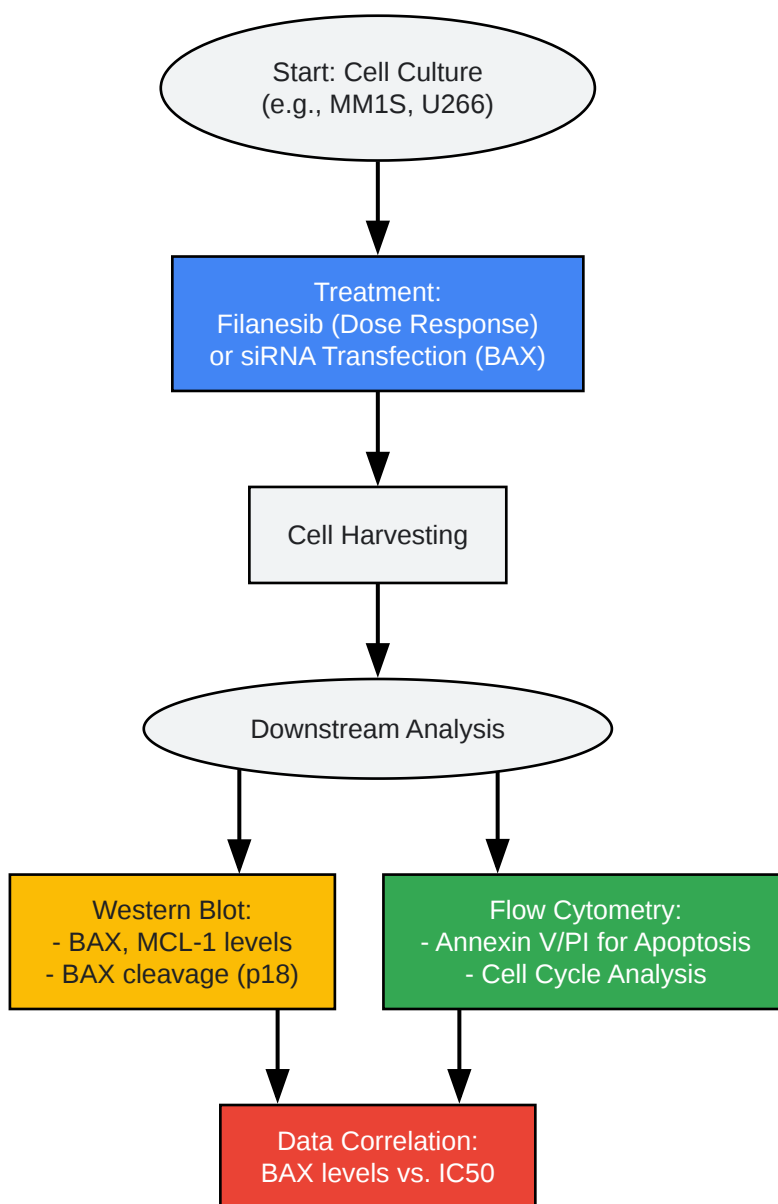 Start: Cell Culture
(e.g., MM1S, U266)
Treatment:
Filanesib (Dose Response)
or siRNA Transfection (BAX)
Cell Harvesting
Downstream Analysis
Western Blot:
- BAX, MCL-1 levels
- BAX cleavage (p18)
Flow Cytometry:
- Annexin V/PI for Apoptosis
- Cell Cycle Analysis
Data Correlation:
BAX levels vs. IC50